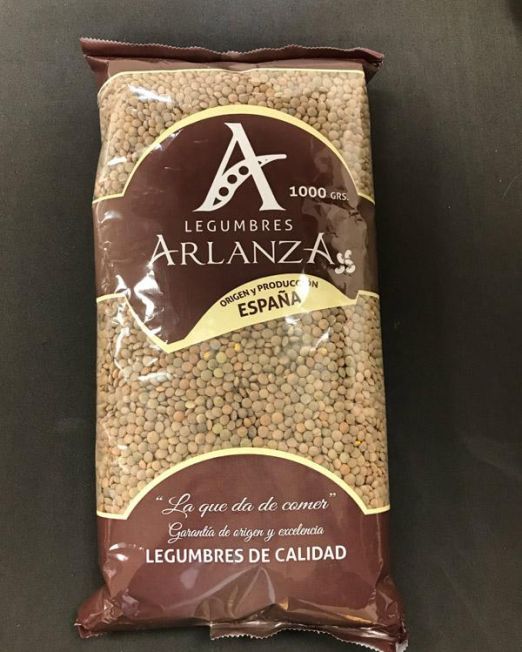 A
1000 GRS.
LEGUMBRES
ARLANZA
ORIGEN y PRODUCCIÓN
ESPAÑA
“La que da de comer”
Garantía de origen y excelencia
LEGUMBRES DE CALIDAD